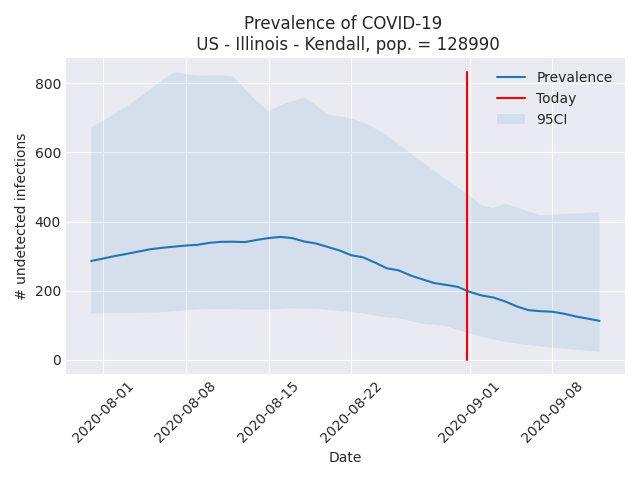 Prevalence of COVID-19
US - Illinois - Kendall, pop. = 128990
Prevalence
Today
95CI
# undetected infections
800
600
400
200
0
2020-08-01
2020-08-08
2020-08-15
2020-08-22
2020-09-01
2020-09-08
Date